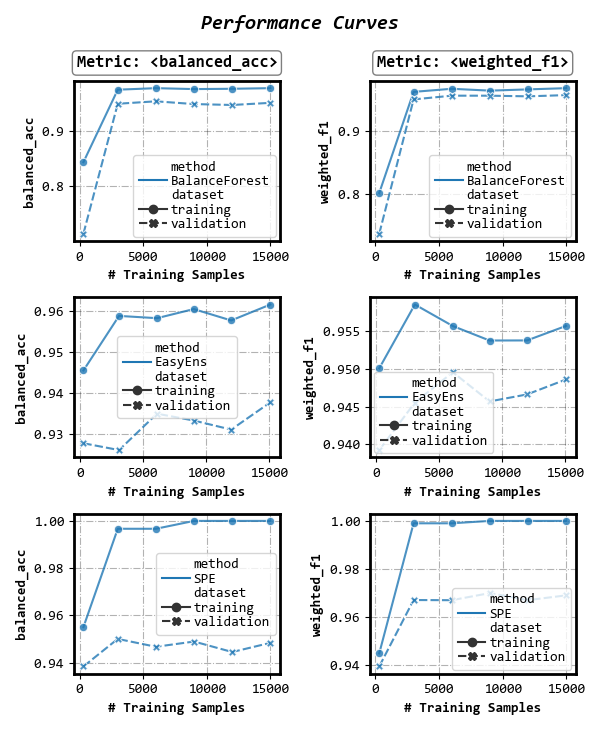 Performance Curves
Metric: <balanced_acc>
Metric: <weighted_f1>
balanced_acc
0.9
0.8
method
BalanceForest
dataset
training
validation
0 5000 10000 15000
# Training Samples
weighted_f1
0.9
0.8
method
BalanceForest
dataset
training
validation
0 5000 10000 15000
# Training Samples
balanced_acc
0.96
0.95
0.94
0.93
method
EasyEns
dataset
training
validation
0 5000 10000 15000
# Training Samples
weighted_f1
0.955
0.950
0.945
0.940
method
EasyEns
dataset
training
validation
0 5000 10000 15000
# Training Samples
balanced_acc
1.00
0.98
0.96
0.94
method
SPE
dataset
training
validation
0 5000 10000 15000
# Training Samples
weighted_f1
1.00
0.98
0.96
0.94
method
SPE
dataset
training
validation
0 5000 10000 15000
# Training Samples